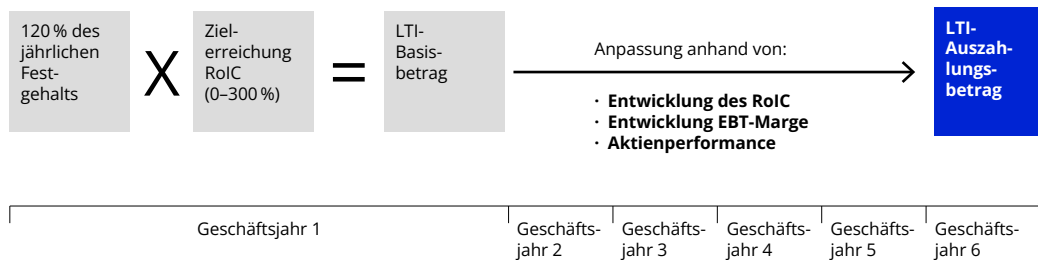 120 % des
jährlichen
Fest-
gehalts
X
Ziel-
erreichung
RoIC
(0–300 %)
=
LTI-
Basis-
betrag
Anpassung anhand von:
· Entwicklung des RoIC
· Entwicklung EBT-Marge
· Aktienperformance
LTI-
Auszah-
lungs-
betrag
Geschäftsjahr 1
Geschäfts-
jahr 2
Geschäfts-
jahr 3
Geschäfts-
jahr 4
Geschäfts-
jahr 5
Geschäfts-
jahr 6